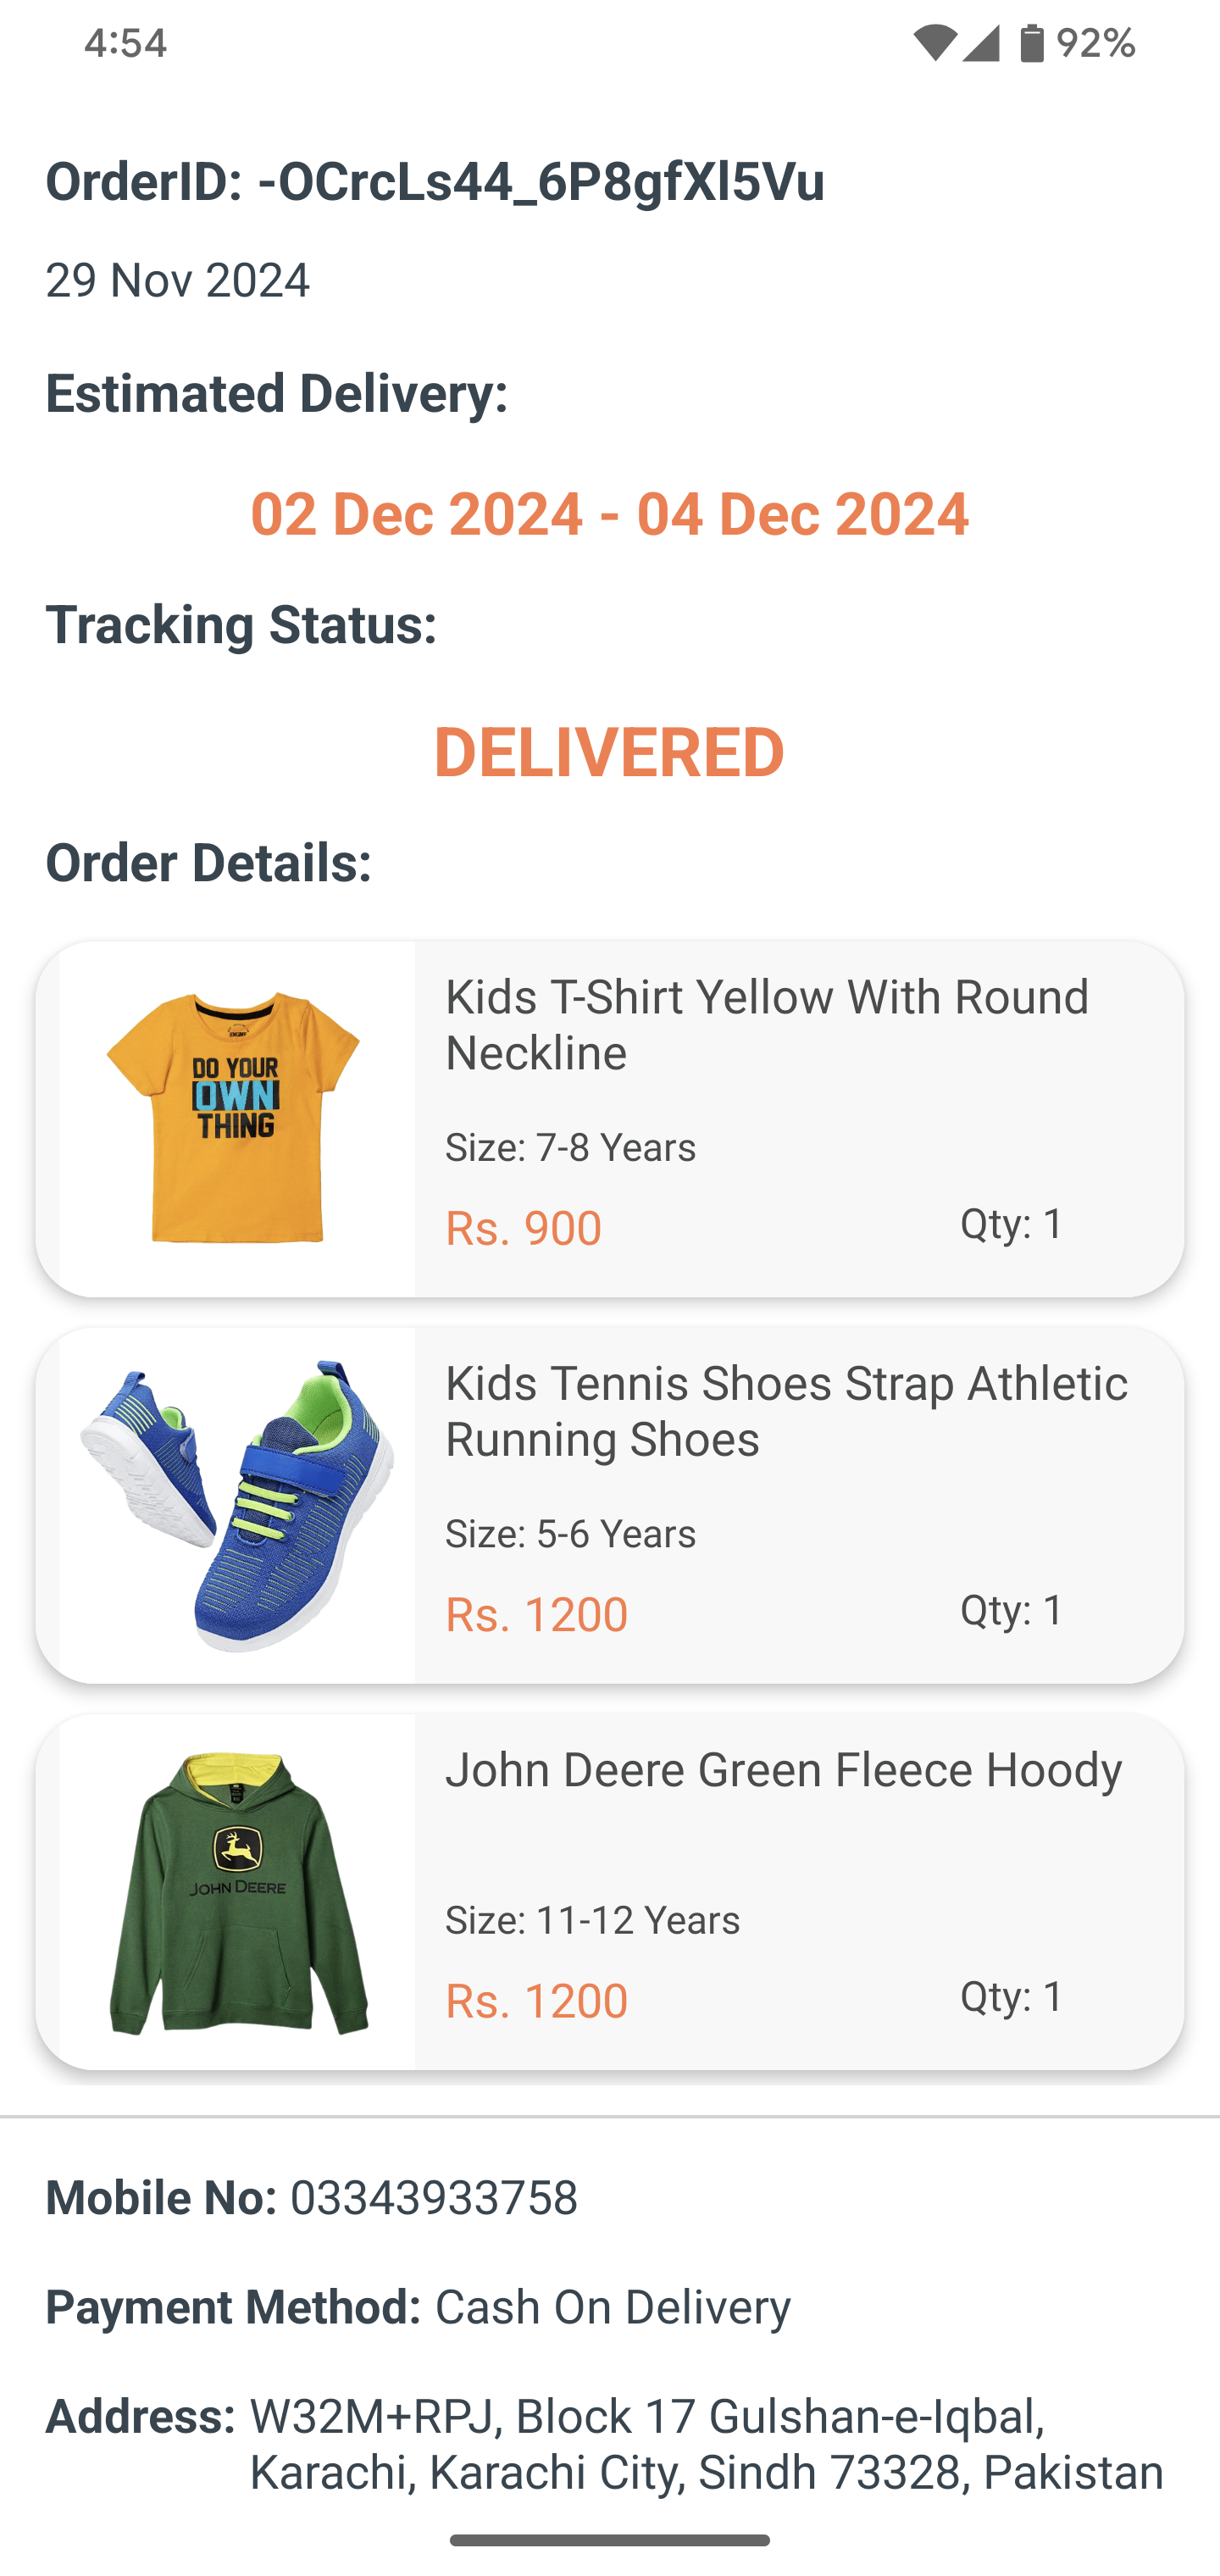 4:54
92%
OrderID: -OCrcLs44_6P8gfXl5Vu
29 Nov 2024
Estimated Delivery:
02 Dec 2024 - 04 Dec 2024
Tracking Status:
DELIVERED
Order Details:
DO YOUR
OWN
THING
Kids T-Shirt Yellow With Round
Neckline
Size: 7-8 Years
Rs. 900
Qty: 1
Kids Tennis Shoes Strap Athletic
Running Shoes
Size: 5-6 Years
Rs. 1200
Qty: 1
JOHN DEERE
John Deere Green Fleece Hoody
Size: 11-12 Years
Rs. 1200
Qty: 1
Mobile No: 03343933758
Payment Method: Cash On Delivery
Address: W32M+RPJ, Block 17 Gulshan-e-Iqbal,
Karachi, Karachi City, Sindh 73328, Pakistan